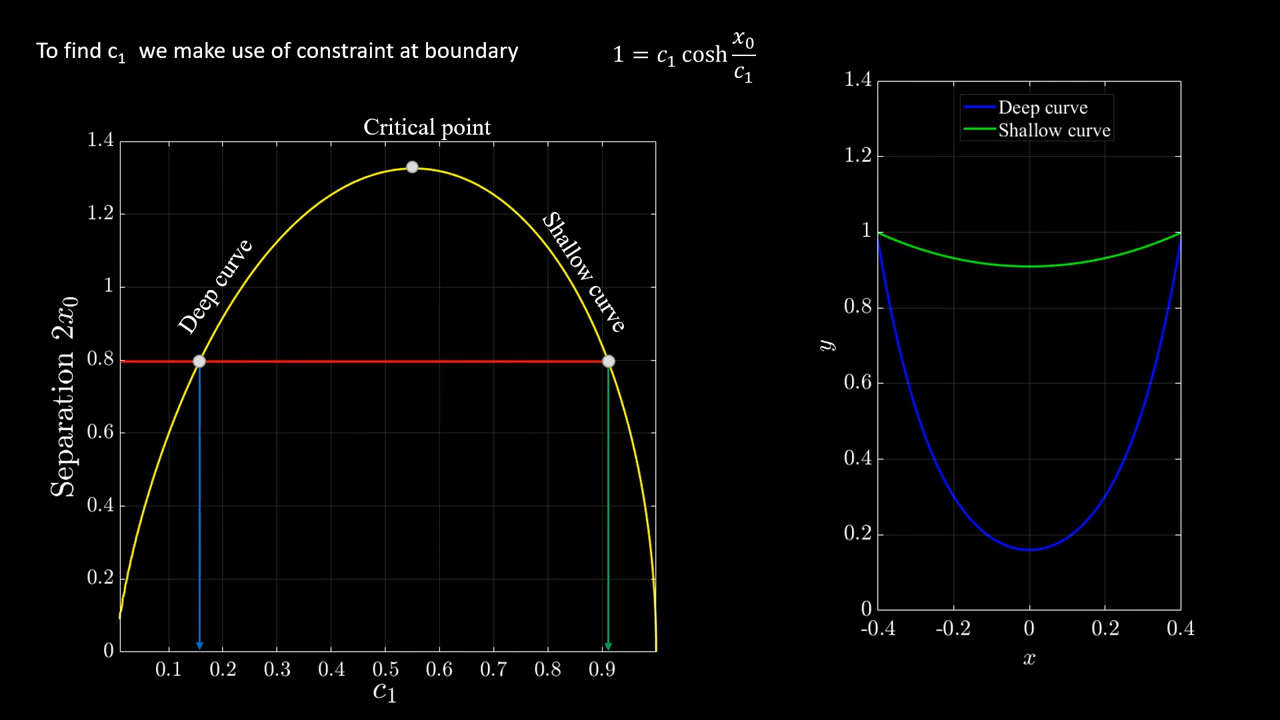 To find c₁ we make use of constraint at boundary
1 = c₁ cosh x₀/c₁
Critical point
Deep curve
Shallow curve
1.4
1.2
1
0.8
0.6
0.4
0.2
0
Separation 2x₀
0.1 0.2 0.3 0.4 0.5 0.6 0.7 0.8 0.9
c₁
Deep curve
Shallow curve
1.4
1.2
1
0.8
0.6
0.4
0.2
0
y
-0.4 -0.2 0 0.2 0.4
x